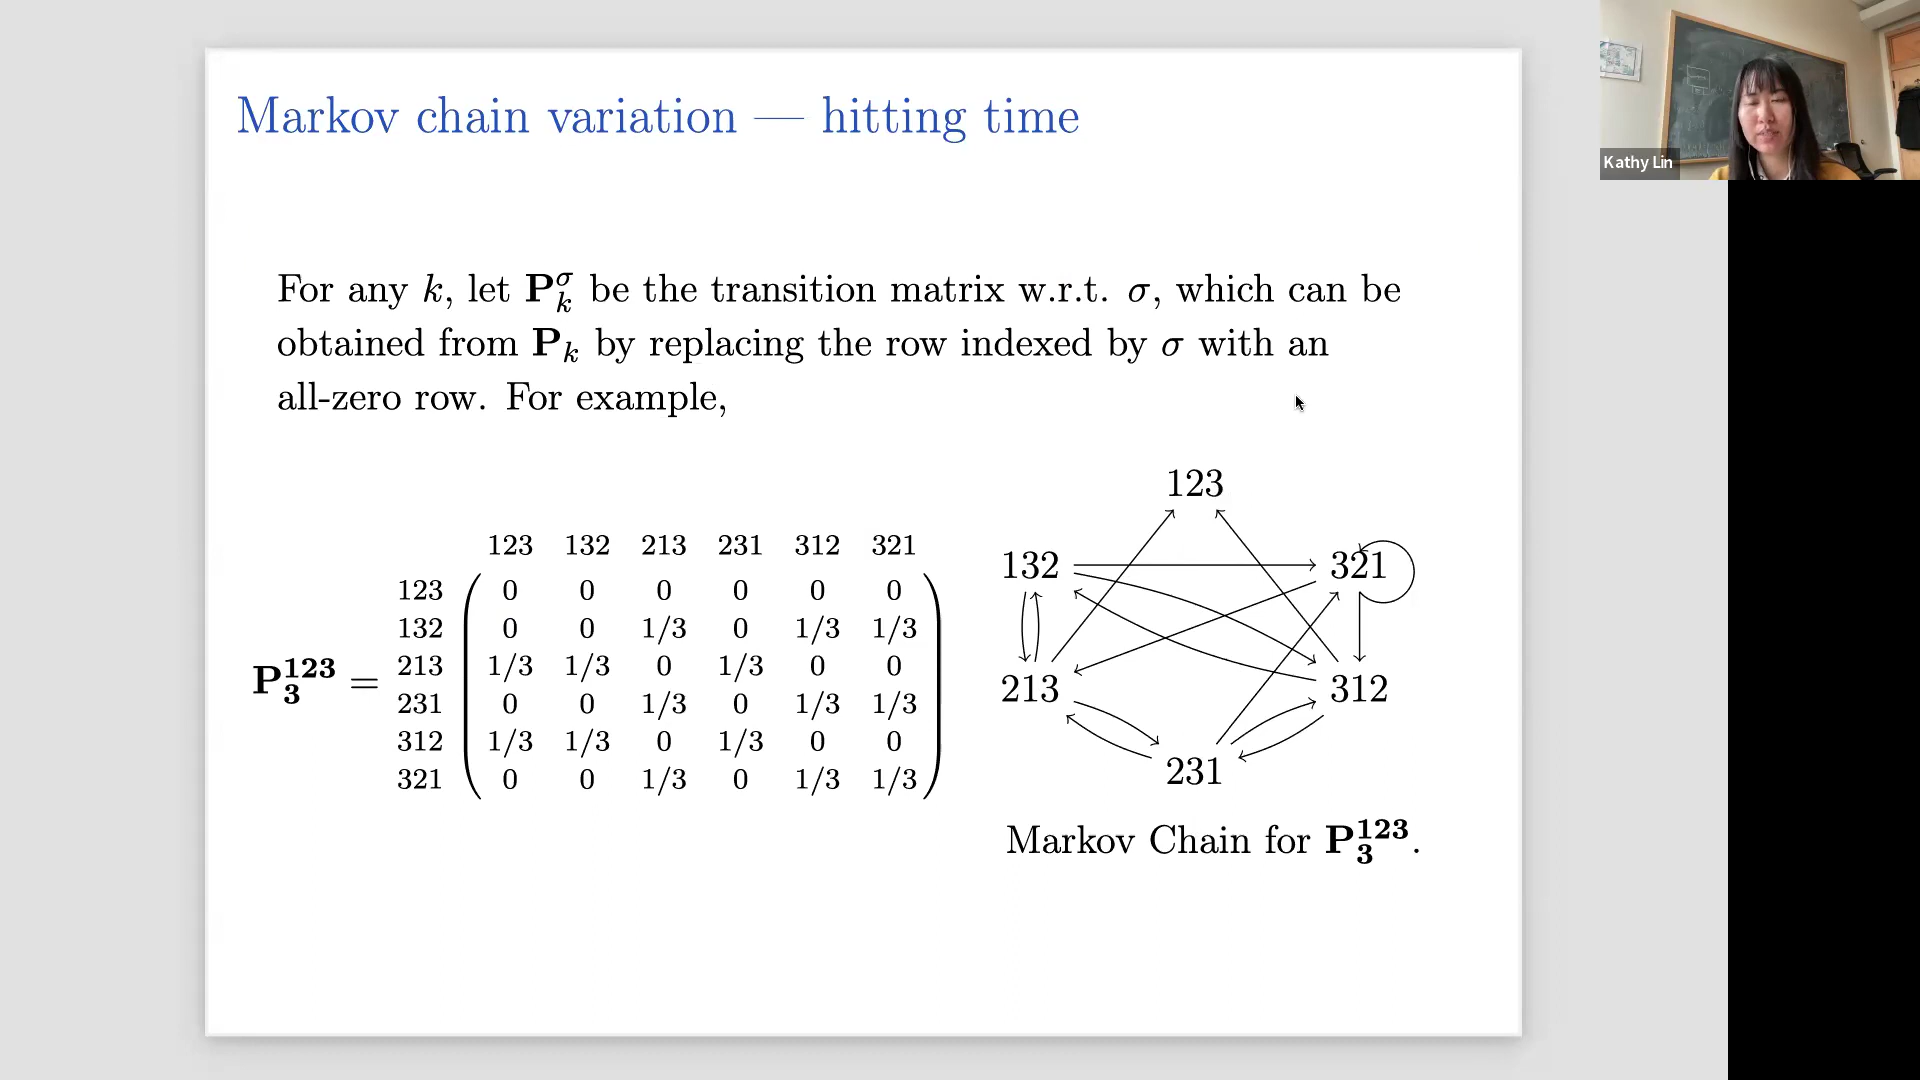 Markov chain variation — hitting time
Kathy Lin
For any k, let P_k^σ be the transition matrix w.r.t. σ, which can be
obtained from P_k by replacing the row indexed by σ with an
all-zero row. For example,
123 132 213 231 312 321
123 0 0 0 0 0 0
132 0 0 1/3 0 1/3 1/3
213 1/3 1/3 0 1/3 0 0
231 0 0 1/3 0 1/3 1/3
312 1/3 1/3 0 1/3 0 0
321 0 0 1/3 0 1/3 1/3
P_3^123 =
123
132 321
213 312
231
Markov Chain for P_3^123.